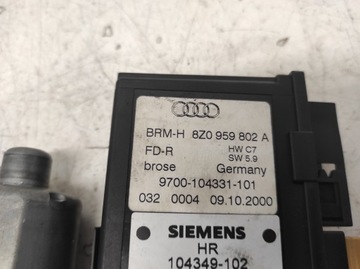 BRM-H 8Z0 959 802 A
FD-R HW C7
SW 5.9
brose Germany
9700-104331-101
032 0004 09.10.2000
SIEMENS
HR
104349-102